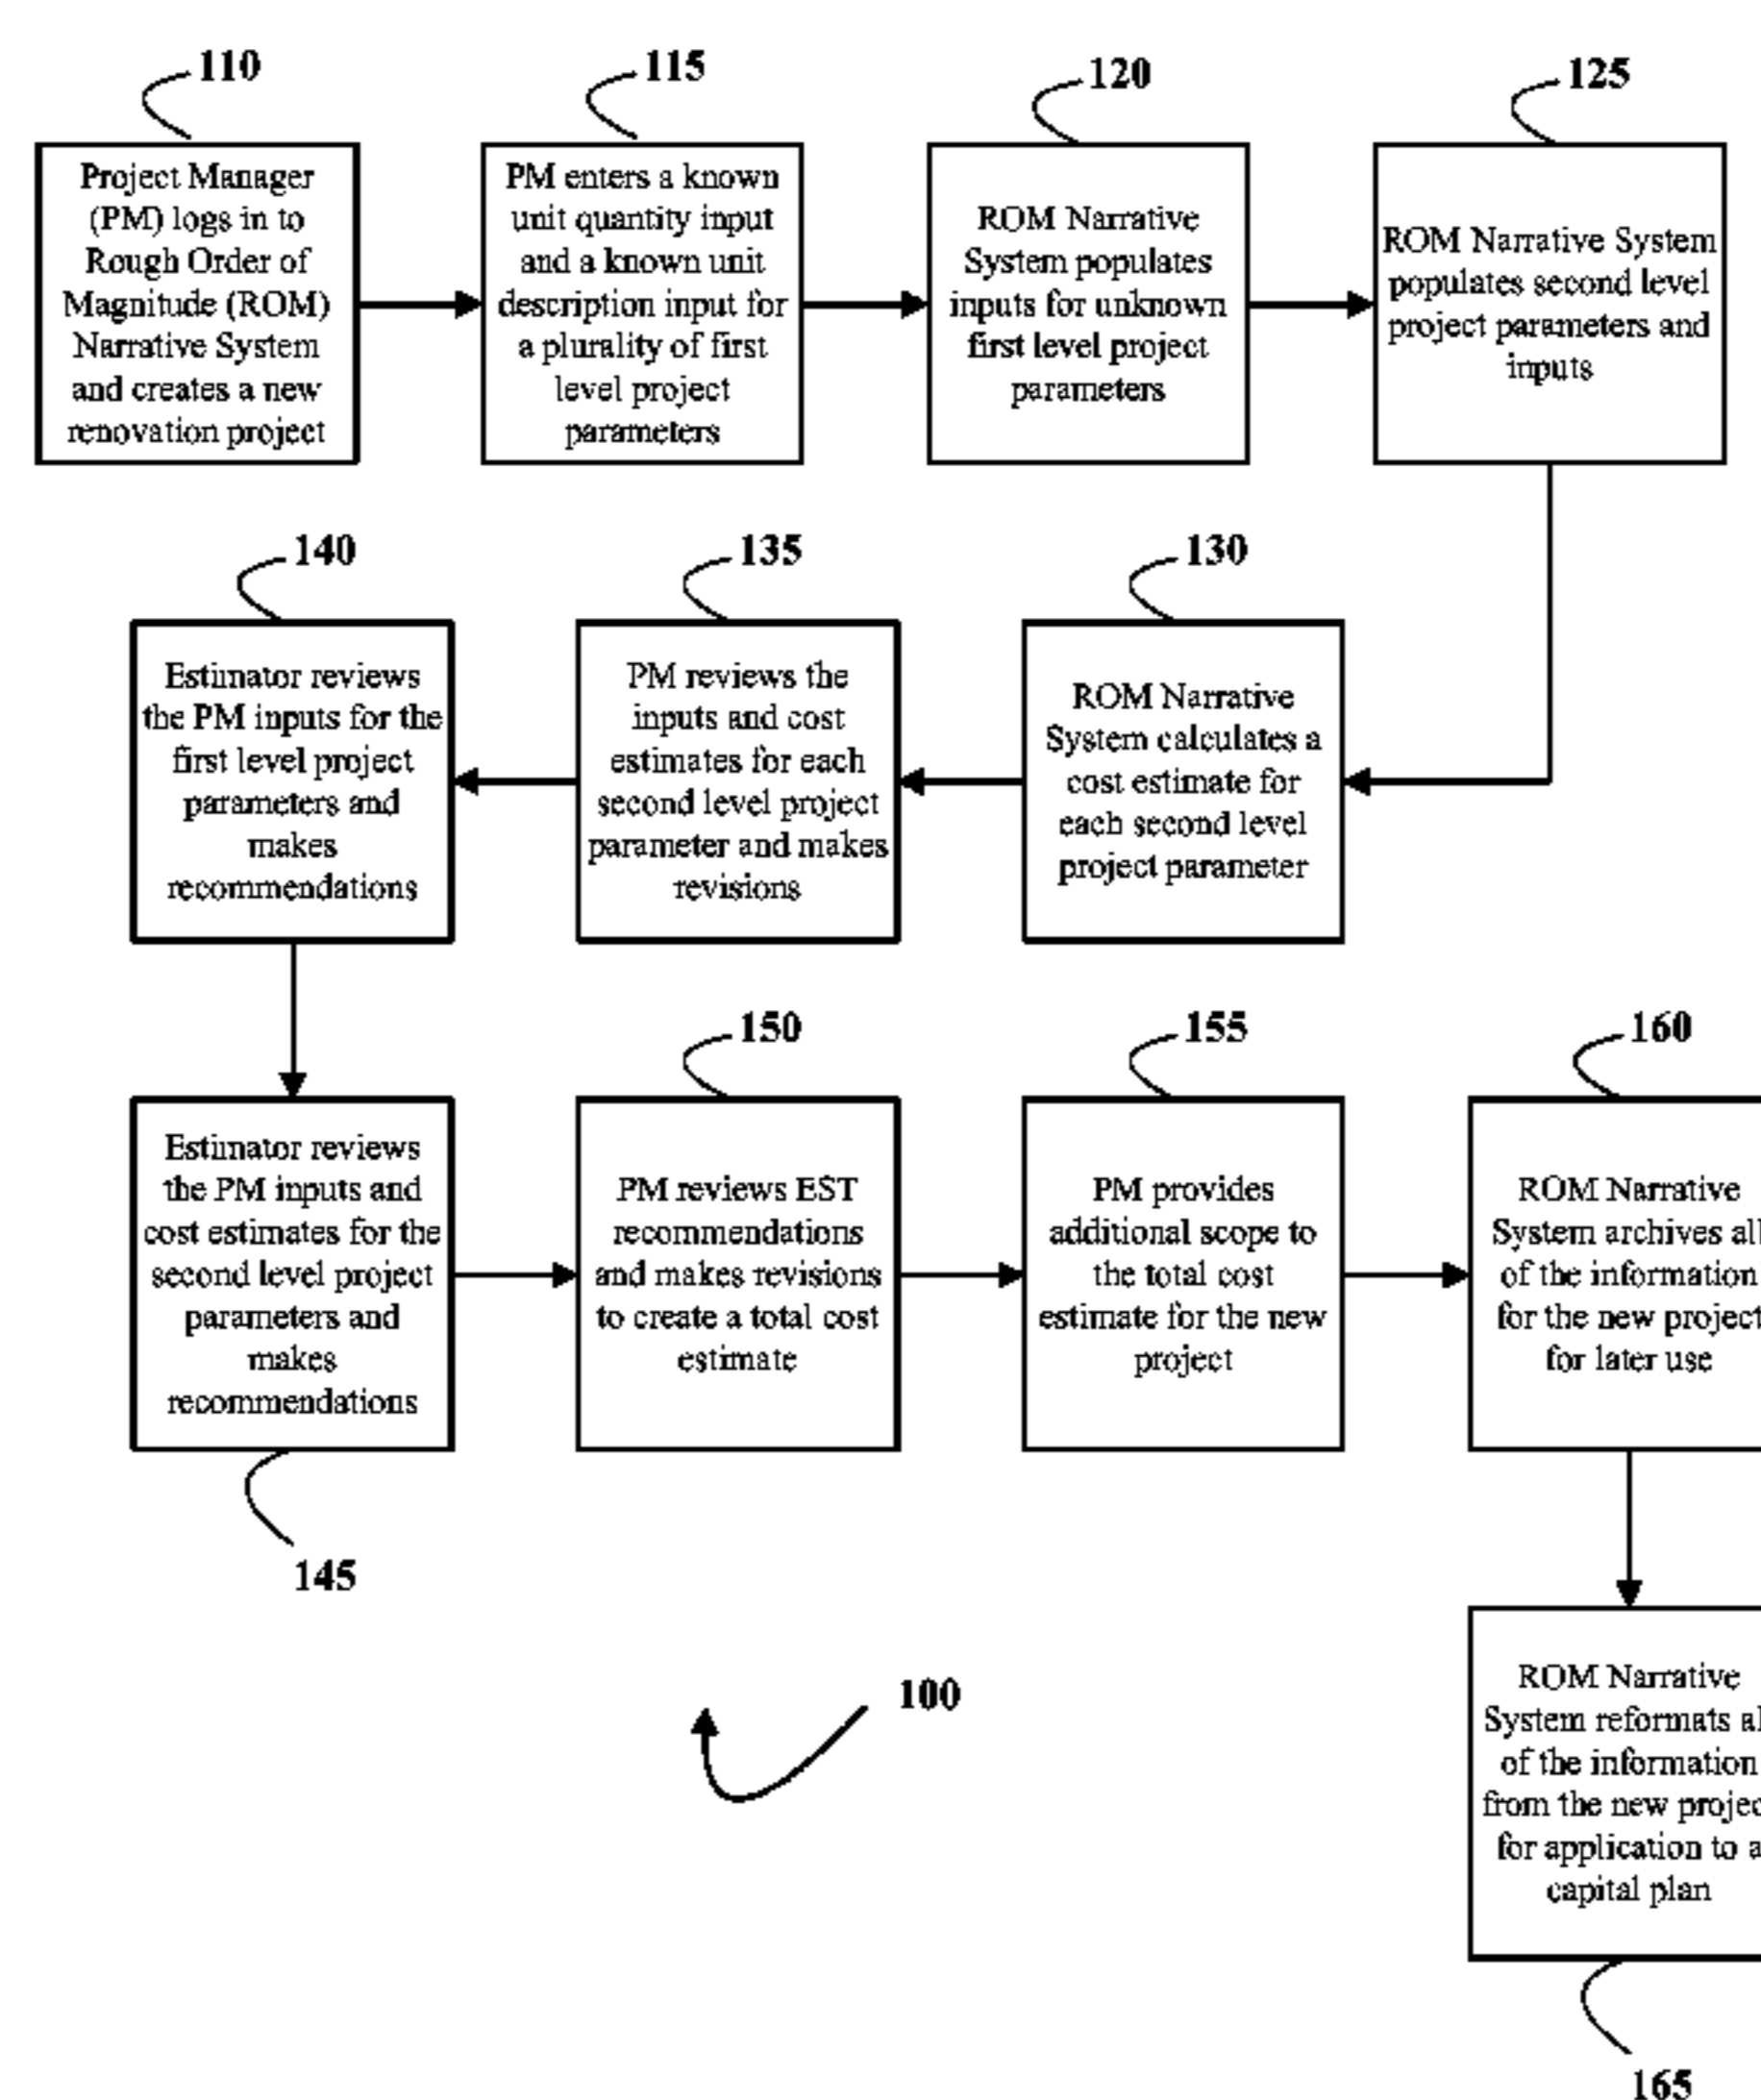 110
Project Manager
(PM) logs in to
Rough Order of
Magnitude (ROM)
Narrative System
and creates a new
renovation project
115
PM enters a known
unit quantity input
and a known unit
description input for
a plurality of first
level project
parameters
120
ROM Narrative
System populates
inputs for unknown
first level project
parameters
125
ROM Narrative System
populates second level
project parameters and
inputs
130
ROM Narrative
System calculates a
cost estimate for
each second level
project parameter
135
PM reviews the
inputs and cost
estimates for each
second level project
parameter and makes
revisions
140
Estimator reviews
the PM inputs for the
first level project
parameters and
makes
recommendations
Estimator reviews
the PM inputs and
cost estimates for the
second level project
parameters and
makes
recommendations
145
150
PM reviews EST
recommendations
and makes revisions
to create a total cost
estimate
155
PM provides
additional scope to
the total cost
estimate for the new
project
160
ROM Narrative
System archives all
of the information
for the new project
for later use
ROM Narrative
System reformats al
of the information
from the new projec
for application to a
capital plan
165
100